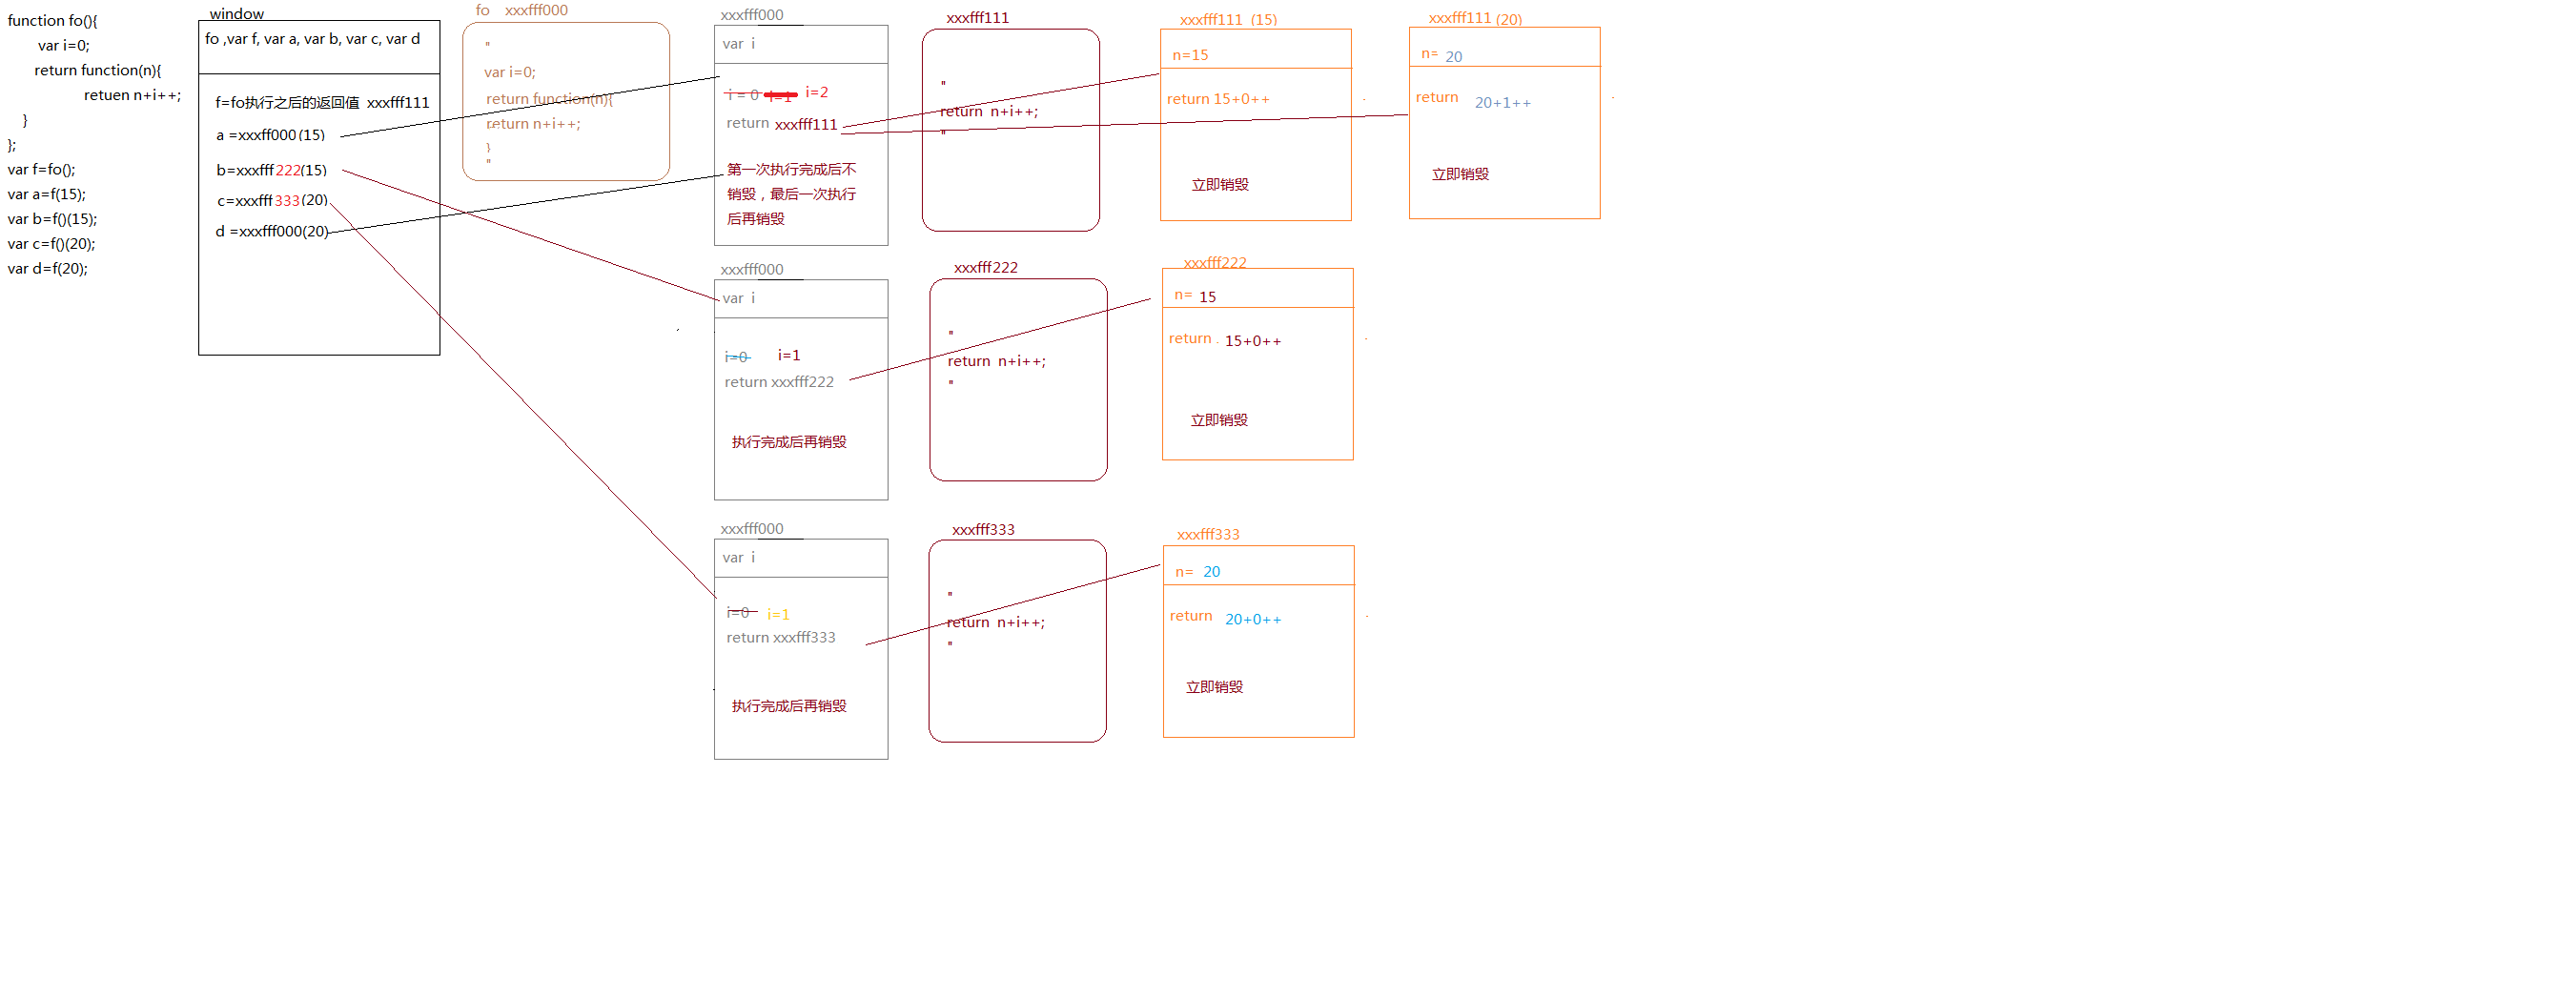 function fo(){
var i=0;
return function(n){
retuen n+i++;
}
};
var f=fo();
var a=f(15);
var b=f()(15);
var c=f()(20);
var d=f(20);
window
fo ,var f, var a, var b, var c, var d
f=fo执行之后的返回值 xxxfff111
a =xxxff000(15)
b=xxxfff222(15)
c=xxxfff333(20)
d =xxxfff000(20)
fo xxxfff000
"
var i=0;
return function(n){
return n+i++;
}
"
xxxfff000
var i
i = 0 i=1 i=2
return xxxfff111
第一次执行完成后不
销毁，最后一次执行
后再销毁
xxxfff111
"
return n+i++;
"
xxxfff111 (15)
n=15
return 15+0++
立即销毁
xxxfff111 (20)
n= 20
return 20+1++
立即销毁
xxxfff000
var i
i=0 i=1
return xxxfff222
执行完成后再销毁
xxxfff222
"
return n+i++;
"
xxxfff222
n= 15
return . 15+0++
立即销毁
xxxfff000
var i
i=0 i=1
return xxxfff333
执行完成后再销毁
xxxfff333
"
return n+i++;
"
xxxfff333
n= 20
return 20+0++
立即销毁